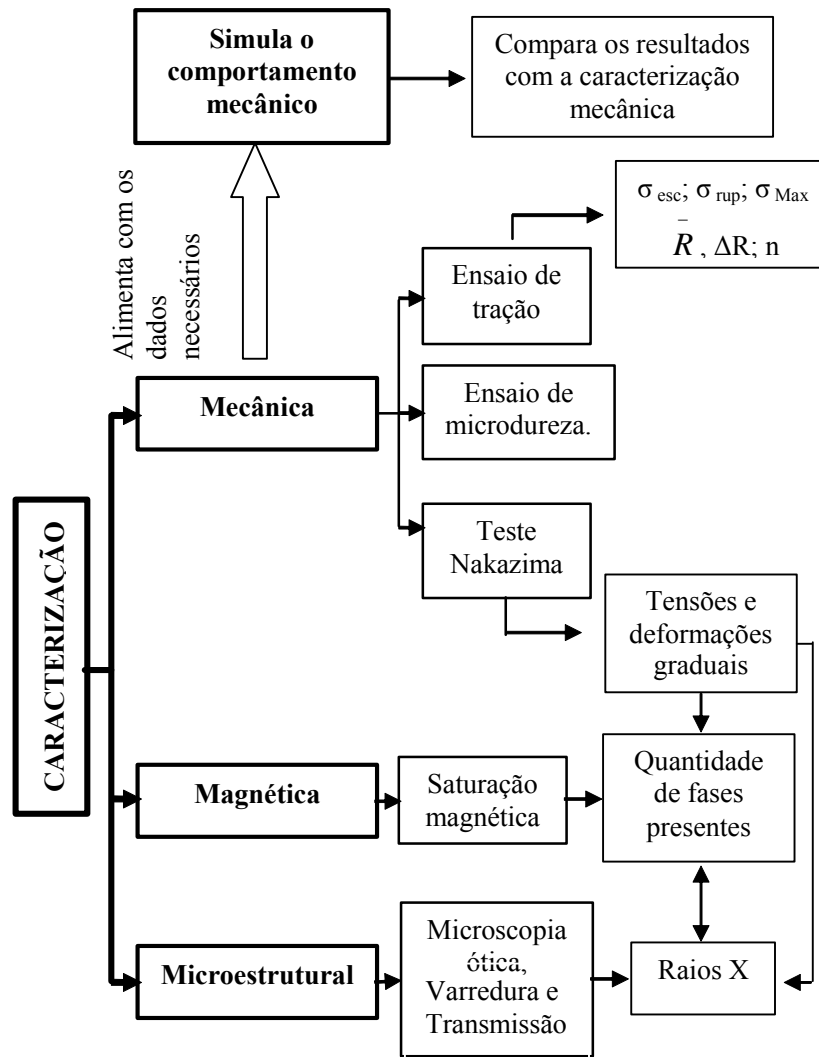 Simula o
comportamento
mecânico
Compara os resultados
com a caracterização
mecânica
Alimenta com os
dados
necessários
σ esc; σ rup; σ Max
R̄ , ΔR; n
Ensaio de
tração
Mecânica
Ensaio de
microdureza.
Teste
Nakazima
CARACTERIZAÇÃO
Tensões e
deformações
graduais
Magnética
Saturação
magnética
Quantidade
de fases
presentes
Microestrutural
Microscopia
ótica,
Varredura e
Transmissão
Raios X